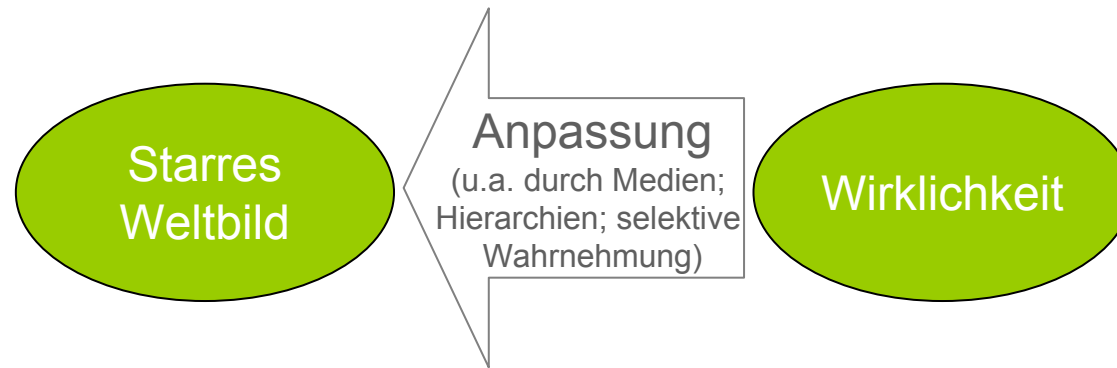 Starres
Weltbild
Anpassung
(u.a. durch Medien;
Hierarchien; selektive
Wahrnehmung)
Wirklichkeit